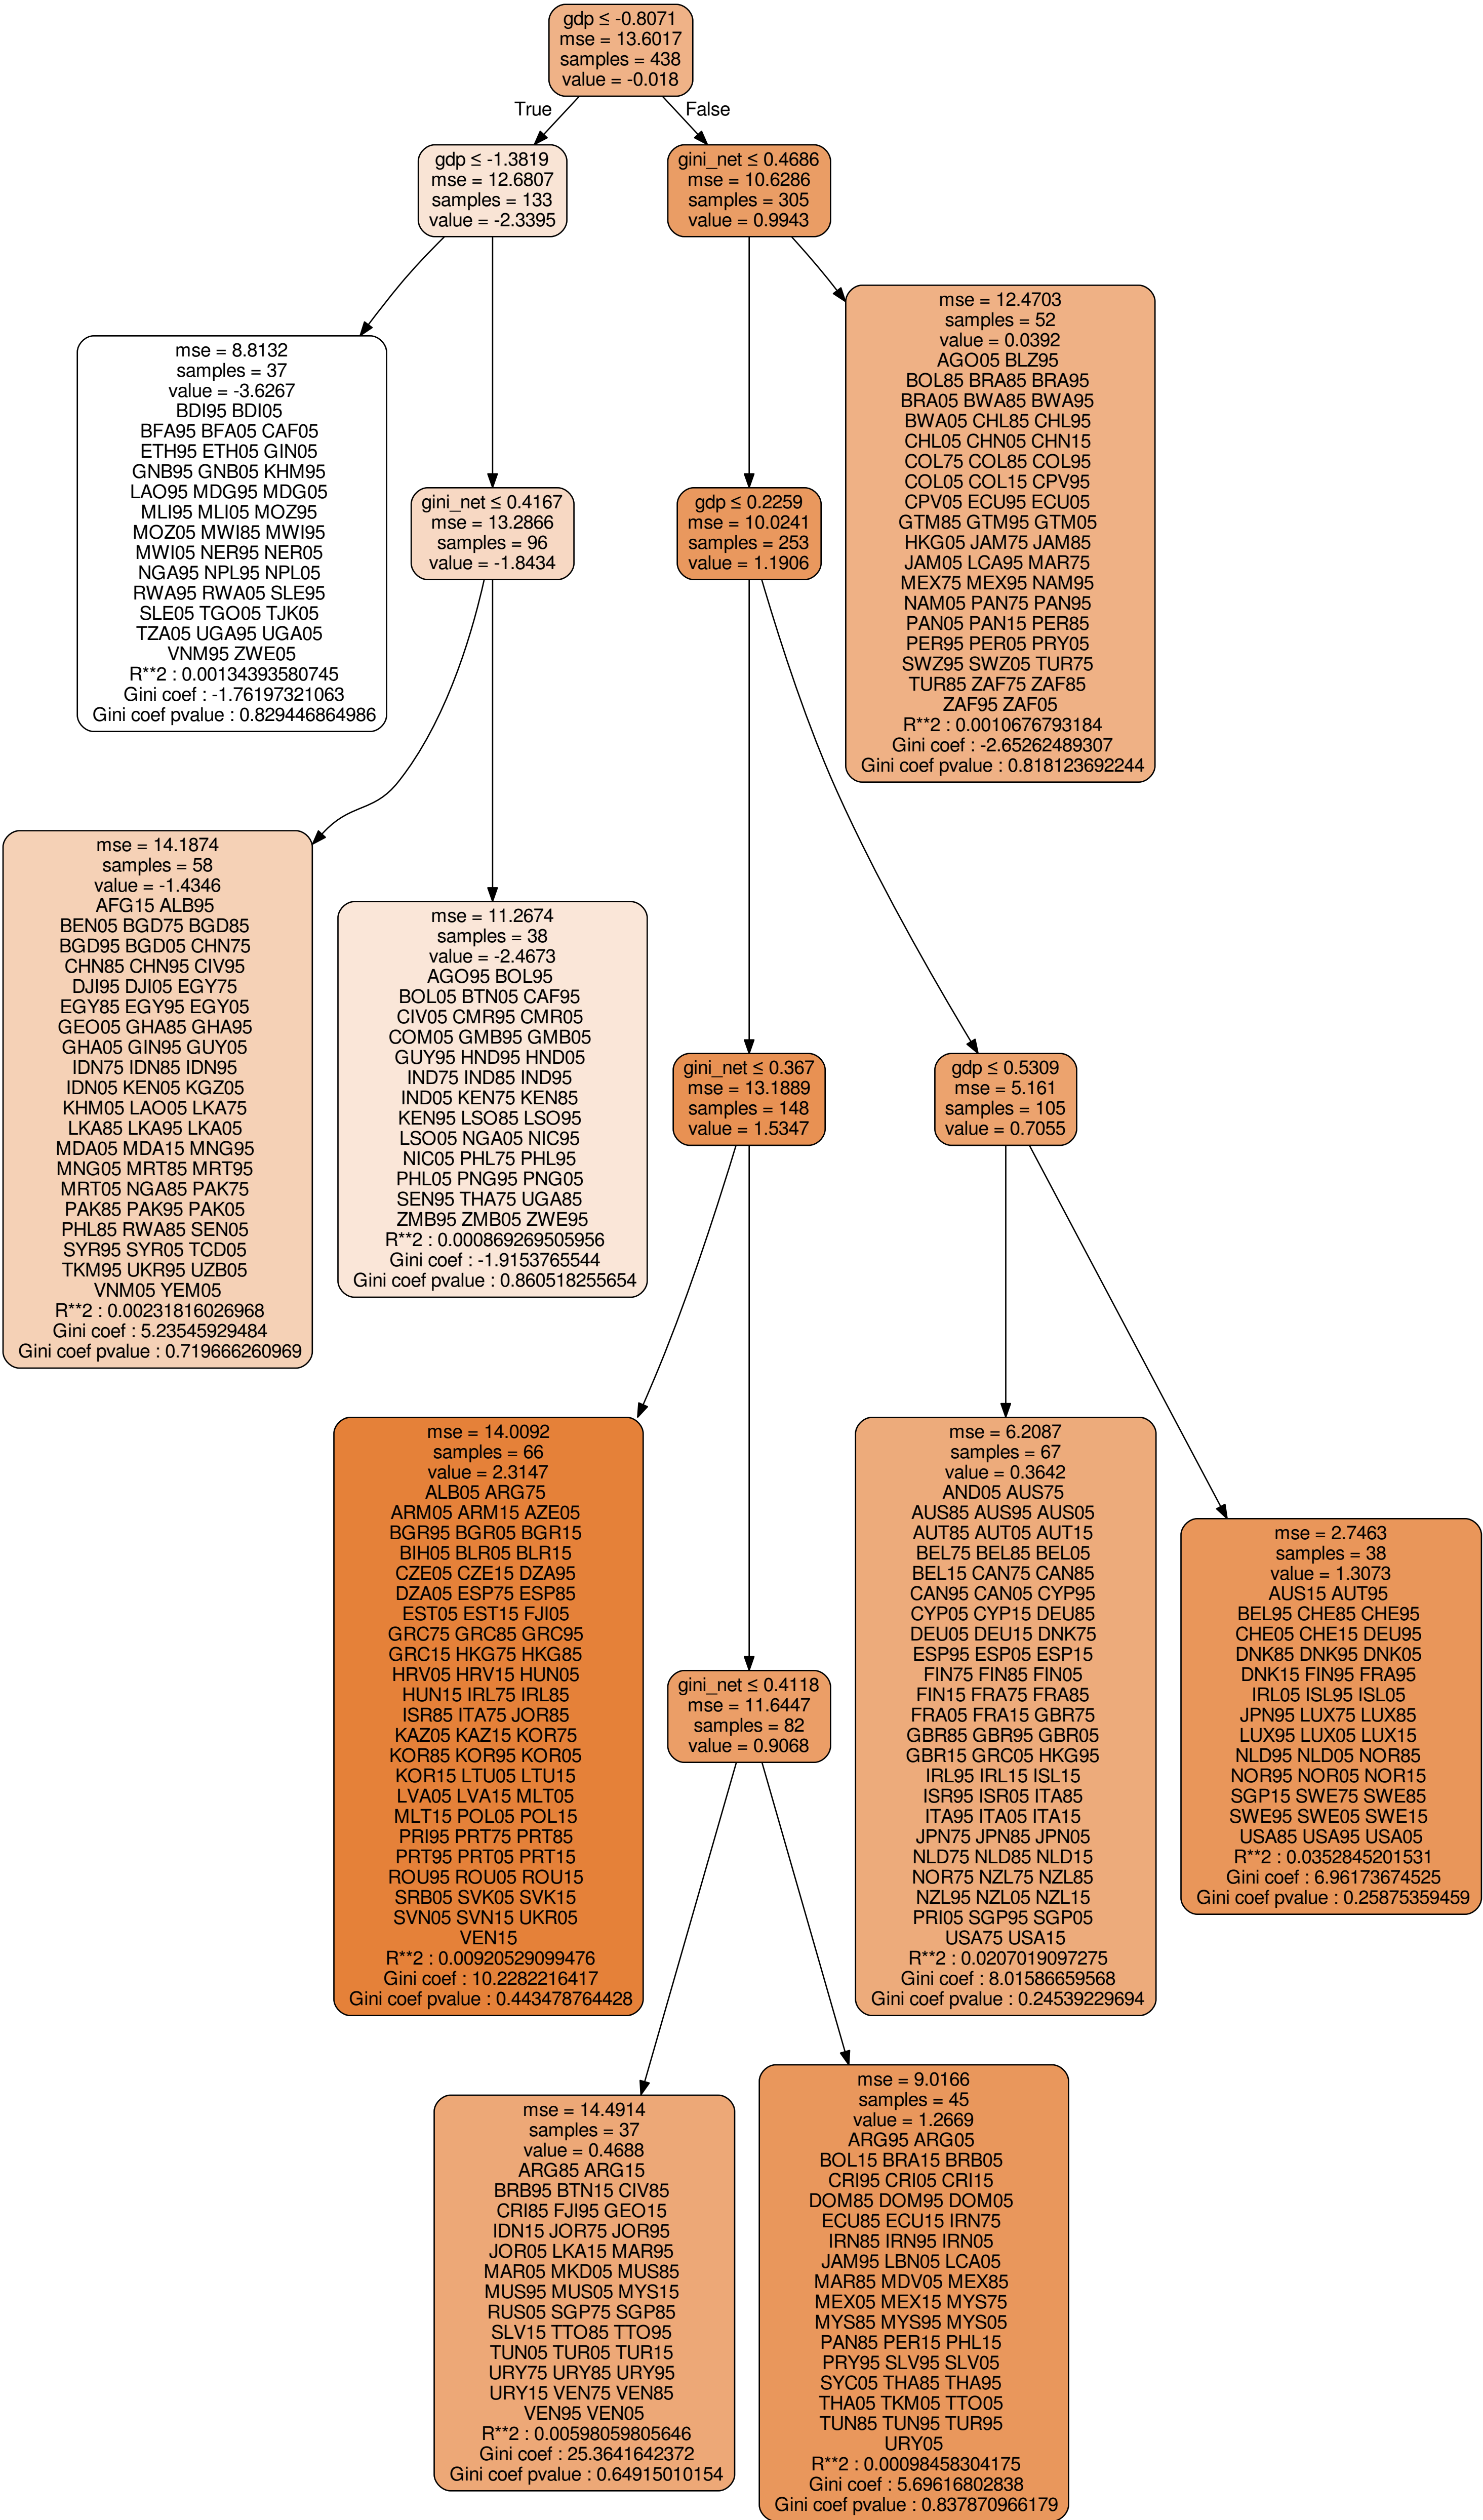 gdp ≤ -0.8071
mse = 13.6017
samples = 438
value = -0.018
True
False
gdp ≤ -1.3819
mse = 12.6807
samples = 133
value = -2.3395
gini_net ≤ 0.4686
mse = 10.6286
samples = 305
value = 0.9943
mse = 12.4703
samples = 52
value = 0.0392
AGO05 BLZ95
BOL85 BRA85 BRA95
BRA05 BWA85 BWA95
BWA05 CHL85 CHL95
CHL05 CHN05 CHN15
COL75 COL85 COL95
COL05 COL15 CPV95
CPV05 ECU95 ECU05
GTM85 GTM95 GTM05
HKG05 JAM75 JAM85
JAM05 LCA95 MAR75
MEX75 MEX95 NAM95
NAM05 PAN75 PAN95
PAN05 PAN15 PER85
PER95 PER05 PRY05
SWZ95 SWZ05 TUR75
TUR85 ZAF75 ZAF85
ZAF95 ZAF05
R**2 : 0.0010676793184
Gini coef : -2.65262489307
Gini coef pvalue : 0.818123692244
mse = 8.8132
samples = 37
value = -3.6267
BDI95 BDI05
BFA95 BFA05 CAF05
ETH95 ETH05 GIN05
GNB95 GNB05 KHM95
LAO95 MDG95 MDG05
MLI95 MLI05 MOZ95
MOZ05 MWI85 MWI95
MWI05 NER95 NER05
NGA95 NPL95 NPL05
RWA95 RWA05 SLE95
SLE05 TGO05 TJK05
TZA05 UGA95 UGA05
VNM95 ZWE05
R**2 : 0.00134393580745
Gini coef : -1.76197321063
Gini coef pvalue : 0.829446864986
gini_net ≤ 0.4167
mse = 13.2866
samples = 96
value = -1.8434
gdp ≤ 0.2259
mse = 10.0241
samples = 253
value = 1.1906
mse = 14.1874
samples = 58
value = -1.4346
AFG15 ALB95
BEN05 BGD75 BGD85
BGD95 BGD05 CHN75
CHN85 CHN95 CIV95
DJI95 DJI05 EGY75
EGY85 EGY95 EGY05
GEO05 GHA85 GHA95
GHA05 GIN95 GUY05
IDN75 IDN85 IDN95
IDN05 KEN05 KGZ05
KHM05 LAO05 LKA75
LKA85 LKA95 LKA05
MDA05 MDA15 MNG95
MNG05 MRT85 MRT95
MRT05 NGA85 PAK75
PAK85 PAK95 PAK05
PHL85 RWA85 SEN05
SYR95 SYR05 TCD05
TKM95 UKR95 UZB05
VNM05 YEM05
R**2 : 0.00231816026968
Gini coef : 5.23545929484
Gini coef pvalue : 0.719666260969
mse = 11.2674
samples = 38
value = -2.4673
AGO95 BOL95
BOL05 BTN05 CAF95
CIV05 CMR95 CMR05
COM05 GMB95 GMB05
GUY95 HND95 HND05
IND75 IND85 IND95
IND05 KEN75 KEN85
KEN95 LSO85 LSO95
LSO05 NGA05 NIC95
NIC05 PHL75 PHL95
PHL05 PNG95 PNG05
SEN95 THA75 UGA85
ZMB95 ZMB05 ZWE95
R**2 : 0.000869269505956
Gini coef : -1.9153765544
Gini coef pvalue : 0.860518255654
gini_net ≤ 0.367
mse = 13.1889
samples = 148
value = 1.5347
gdp ≤ 0.5309
mse = 5.161
samples = 105
value = 0.7055
mse = 14.0092
samples = 66
value = 2.3147
ALB05 ARG75
ARM05 ARM15 AZE05
BGR95 BGR05 BGR15
BIH05 BLR05 BLR15
CZE05 CZE15 DZA95
DZA05 ESP75 ESP85
EST05 EST15 FJI05
GRC75 GRC85 GRC95
GRC15 HKG75 HKG85
HRV05 HRV15 HUN05
HUN15 IRL75 IRL85
ISR85 ITA75 JOR85
KAZ05 KAZ15 KOR75
KOR85 KOR95 KOR05
KOR15 LTU05 LTU15
LVA05 LVA15 MLT05
MLT15 POL05 POL15
PRI95 PRT75 PRT85
PRT95 PRT05 PRT15
ROU95 ROU05 ROU15
SRB05 SVK05 SVK15
SVN05 SVN15 UKR05
VEN15
R**2 : 0.00920529099476
Gini coef : 10.2282216417
Gini coef pvalue : 0.443478764428
mse = 6.2087
samples = 67
value = 0.3642
AND05 AUS75
AUS85 AUS95 AUS05
AUT85 AUT05 AUT15
BEL75 BEL85 BEL05
BEL15 CAN75 CAN85
CAN95 CAN05 CYP95
CYP05 CYP15 DEU85
DEU05 DEU15 DNK75
ESP95 ESP05 ESP15
FIN75 FIN85 FIN05
FIN15 FRA75 FRA85
FRA05 FRA15 GBR75
GBR85 GBR95 GBR05
GBR15 GRC05 HKG95
IRL95 IRL15 ISL15
ISR95 ISR05 ITA85
ITA95 ITA05 ITA15
JPN75 JPN85 JPN05
NLD75 NLD85 NLD15
NOR75 NZL75 NZL85
NZL95 NZL05 NZL15
PRI05 SGP95 SGP05
USA75 USA15
R**2 : 0.0207019097275
Gini coef : 8.01586659568
Gini coef pvalue : 0.24539229694
mse = 2.7463
samples = 38
value = 1.3073
AUS15 AUT95
BEL95 CHE85 CHE95
CHE05 CHE15 DEU95
DNK85 DNK95 DNK05
DNK15 FIN95 FRA95
IRL05 ISL95 ISL05
JPN95 LUX75 LUX85
LUX95 LUX05 LUX15
NLD95 NLD05 NOR85
NOR95 NOR05 NOR15
SGP15 SWE75 SWE85
SWE95 SWE05 SWE15
USA85 USA95 USA05
R**2 : 0.0352845201531
Gini coef : 6.96173674525
Gini coef pvalue : 0.25875359459
gini_net ≤ 0.4118
mse = 11.6447
samples = 82
value = 0.9068
mse = 14.4914
samples = 37
value = 0.4688
ARG85 ARG15
BRB95 BTN15 CIV85
CRI85 FJI95 GEO15
IDN15 JOR75 JOR95
JOR05 LKA15 MAR95
MAR05 MKD05 MUS85
MUS95 MUS05 MYS15
RUS05 SGP75 SGP85
SLV15 TTO85 TTO95
TUN05 TUR05 TUR15
URY75 URY85 URY95
URY15 VEN75 VEN85
VEN95 VEN05
R**2 : 0.00598059805646
Gini coef : 25.3641642372
Gini coef pvalue : 0.64915010154
mse = 9.0166
samples = 45
value = 1.2669
ARG95 ARG05
BOL15 BRA15 BRB05
CRI95 CRI05 CRI15
DOM85 DOM95 DOM05
ECU85 ECU15 IRN75
IRN85 IRN95 IRN05
JAM95 LBN05 LCA05
MAR85 MDV05 MEX85
MEX05 MEX15 MYS75
MYS85 MYS95 MYS05
PAN85 PER15 PHL15
PRY95 SLV95 SLV05
SYC05 THA85 THA95
THA05 TKM05 TTO05
TUN85 TUN95 TUR95
URY05
R**2 : 0.00098458304175
Gini coef : 5.69616802838
Gini coef pvalue : 0.837870966179